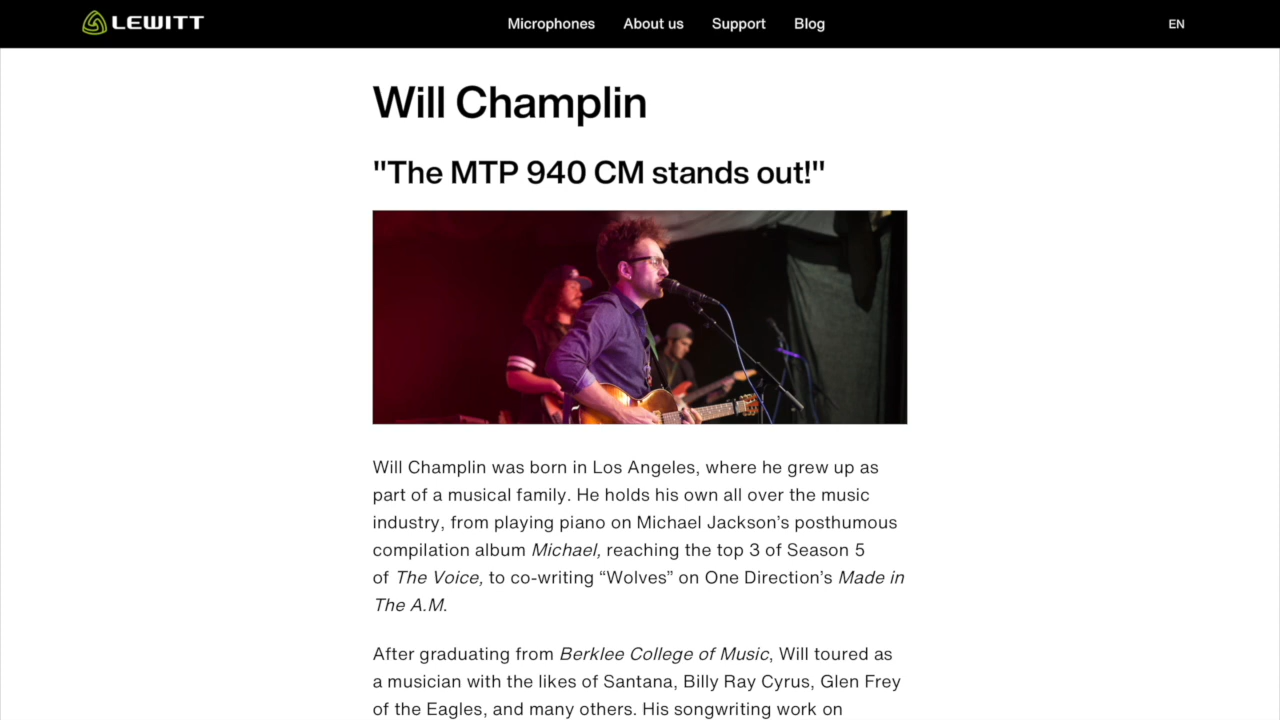 LEWITT
Microphones
About us
Support
Blog
EN
Will Champlin
"The MTP 940 CM stands out!"
Will Champlin was born in Los Angeles, where he grew up as
part of a musical family. He holds his own all over the music
industry, from playing piano on Michael Jackson’s posthumous
compilation album Michael, reaching the top 3 of Season 5
of The Voice, to co-writing “Wolves” on One Direction’s Made in
The A.M.
After graduating from Berklee College of Music, Will toured as
a musician with the likes of Santana, Billy Ray Cyrus, Glen Frey
of the Eagles, and many others. His songwriting work on